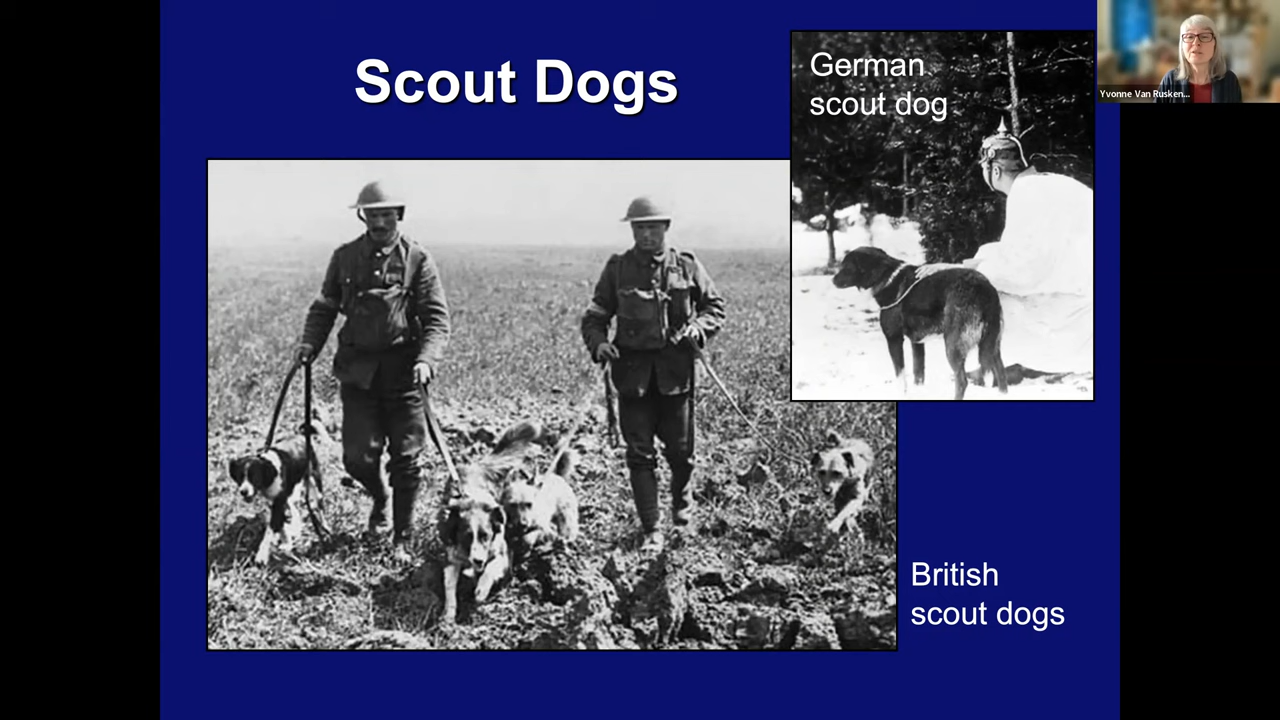 Scout Dogs
German
scout dog
Yvonne Van Rusken...
British
scout dogs